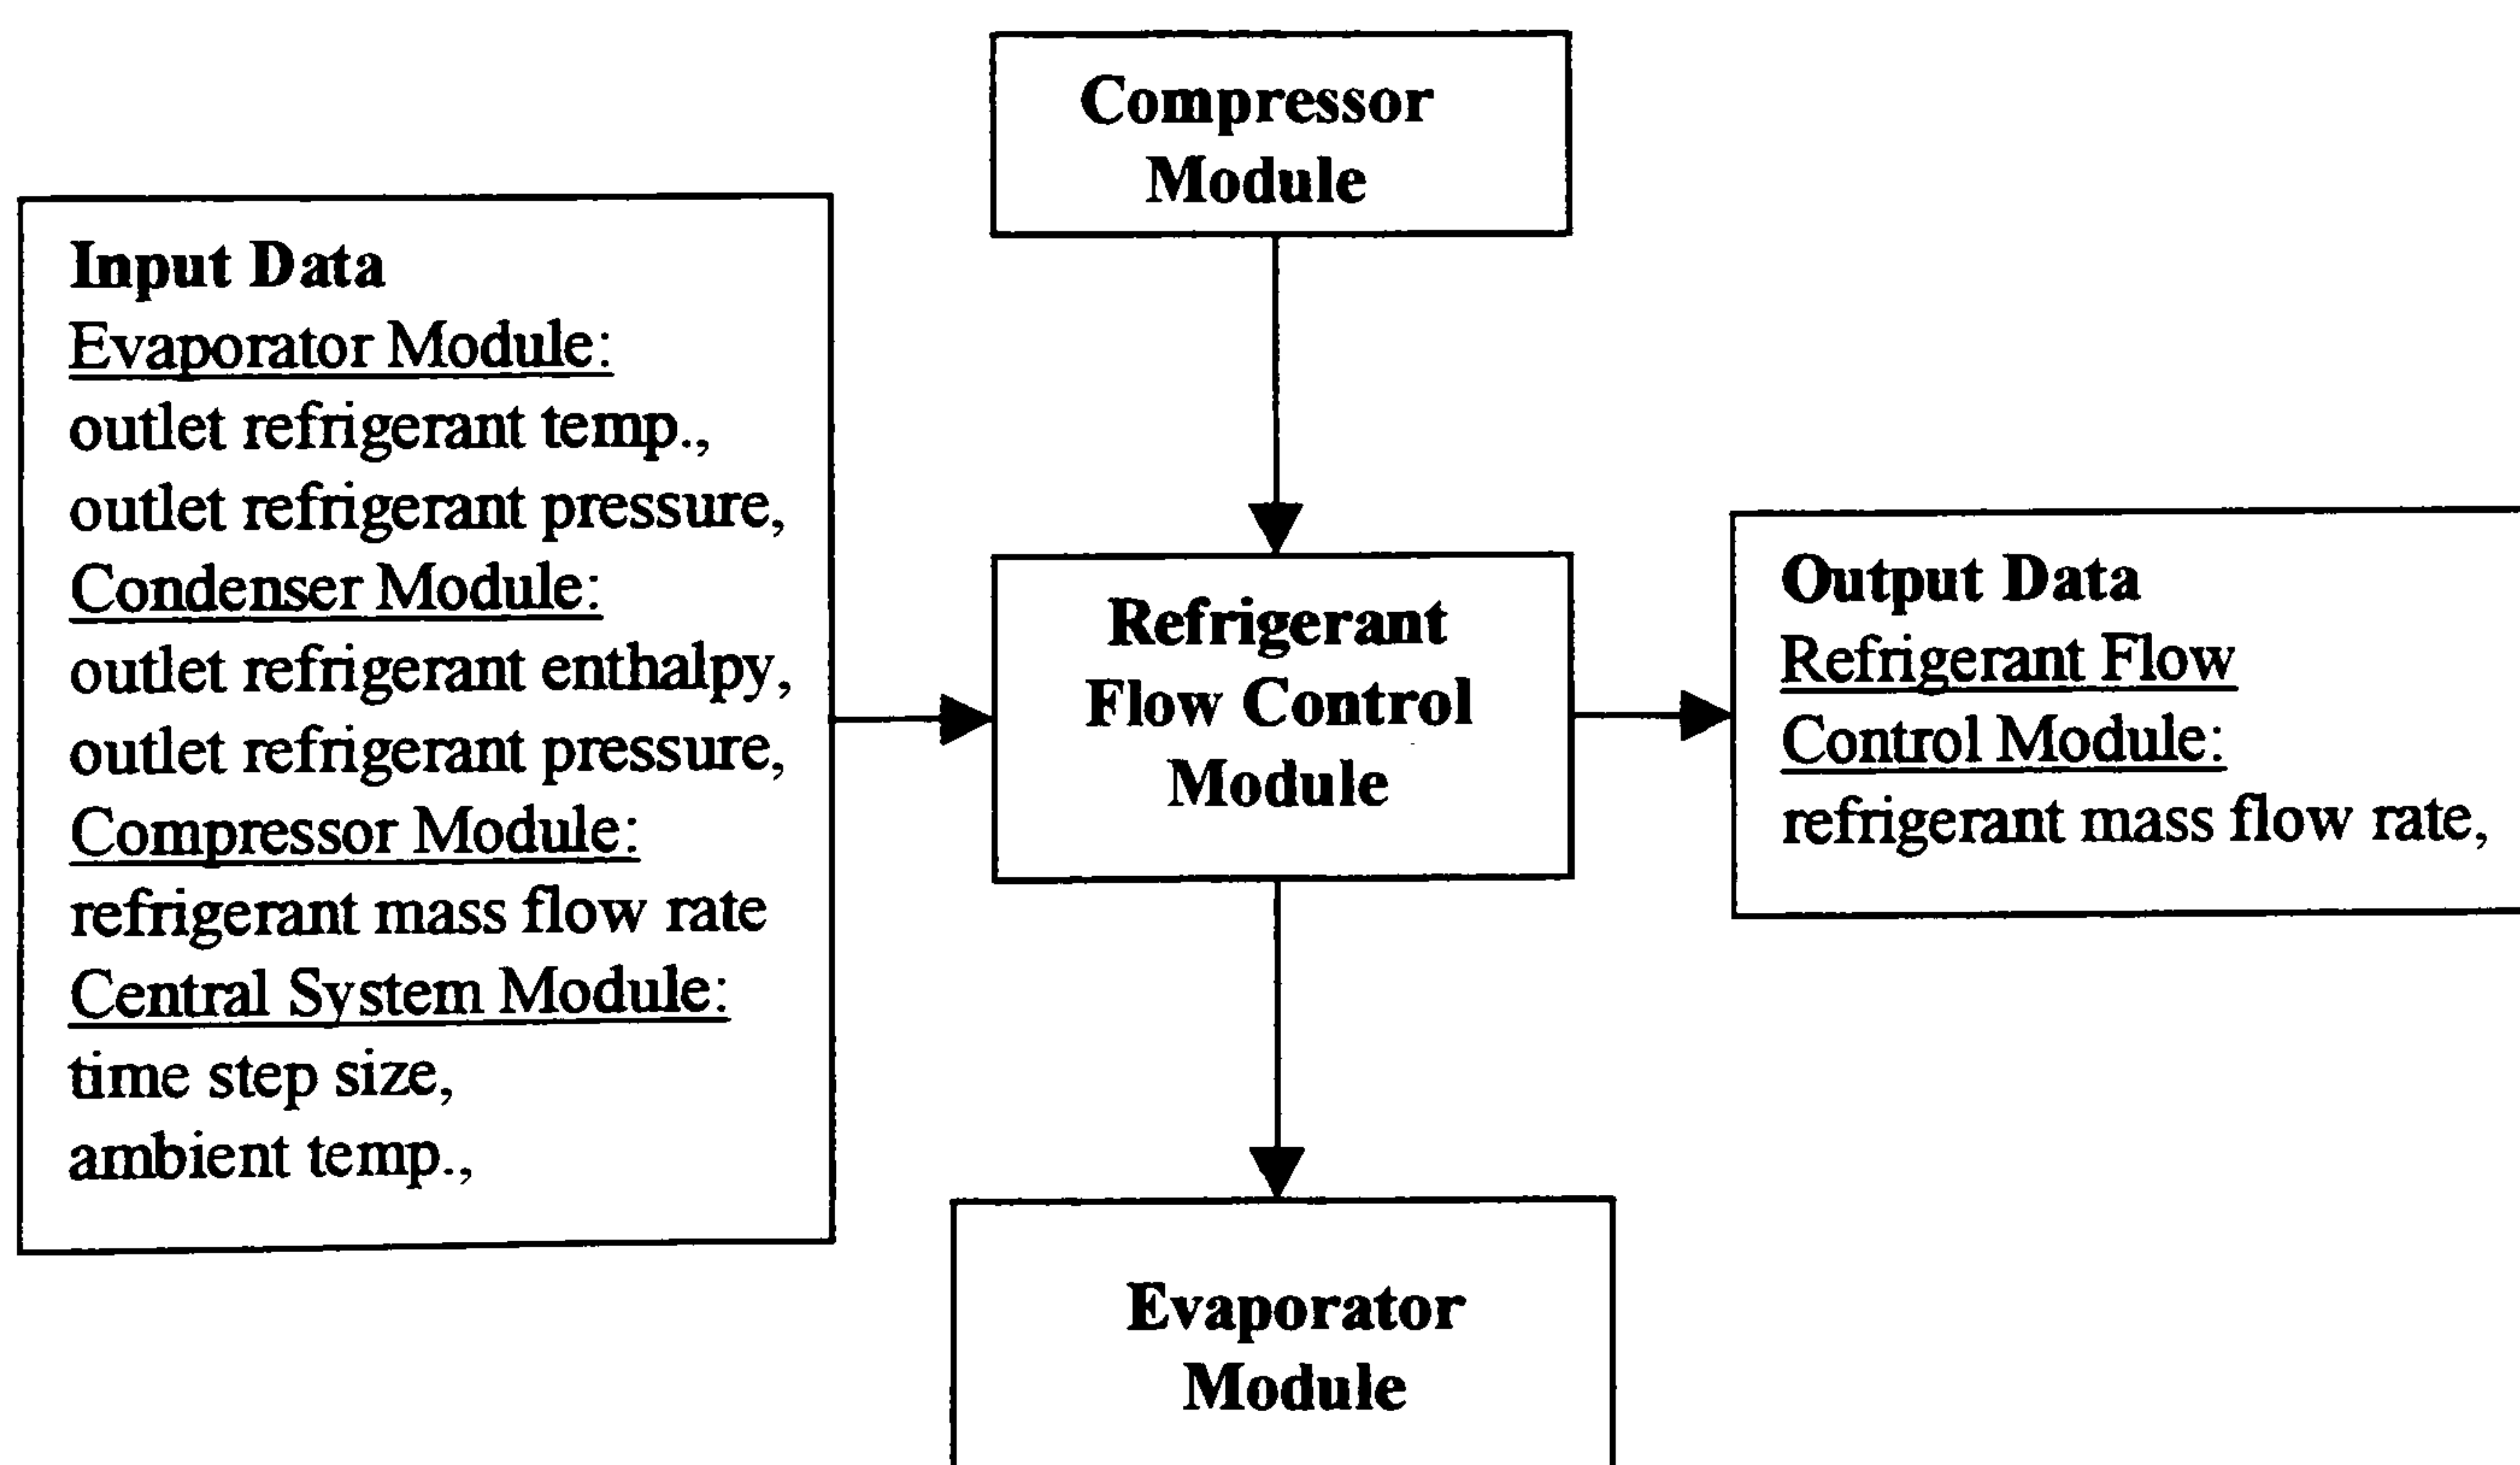 Compressor
Module
Input Data
Evaporator Module:
outlet refrigerant temp.,
outlet refrigerant pressure,
Condenser Module:
outlet refrigerant enthalpy,
outlet refrigerant pressure,
Compressor Module:
refrigerant mass flow rate
Central System Module:
time step size,
ambient temp.,
Refrigerant
Flow Control
Module
Output Data
Refrigerant Flow
Control Module:
refrigerant mass flow rate,
Evaporator
Module